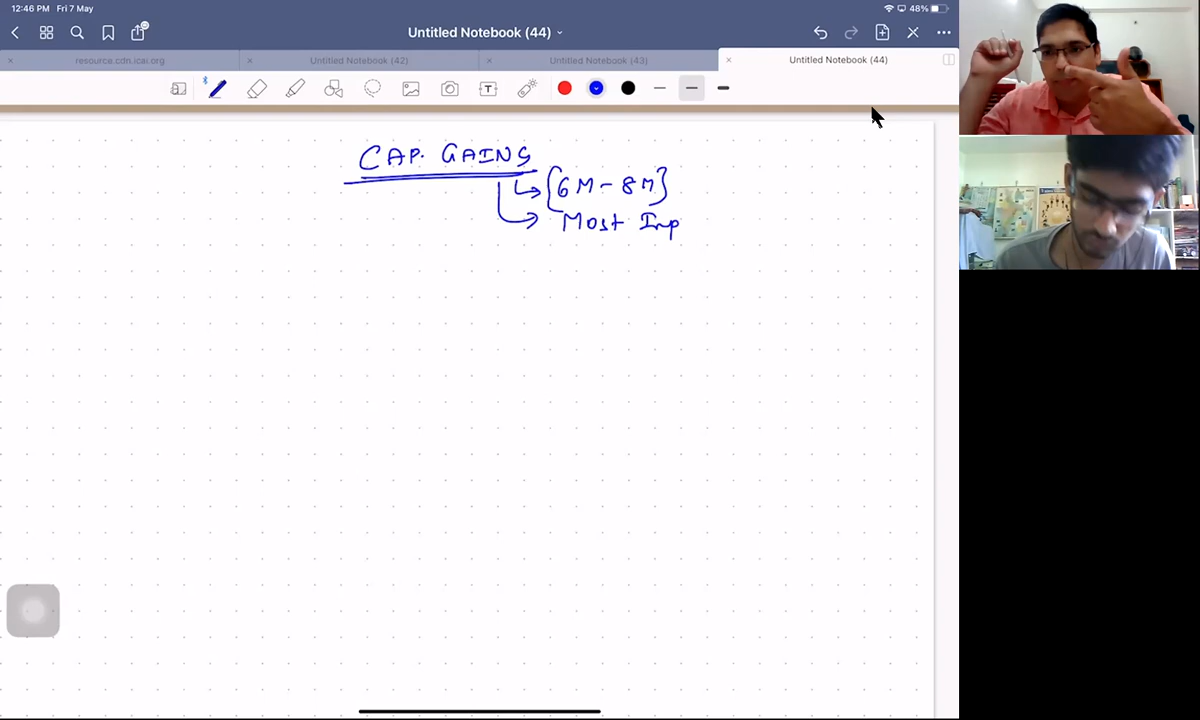 12:46 PM Fri 7 May
48%
Untitled Notebook (44)
resource.cdn.icai.org
Untitled Notebook (42)
Untitled Notebook (43)
Untitled Notebook (44)
T
CAP. GAINS
[6M - 8M]
Most Imp